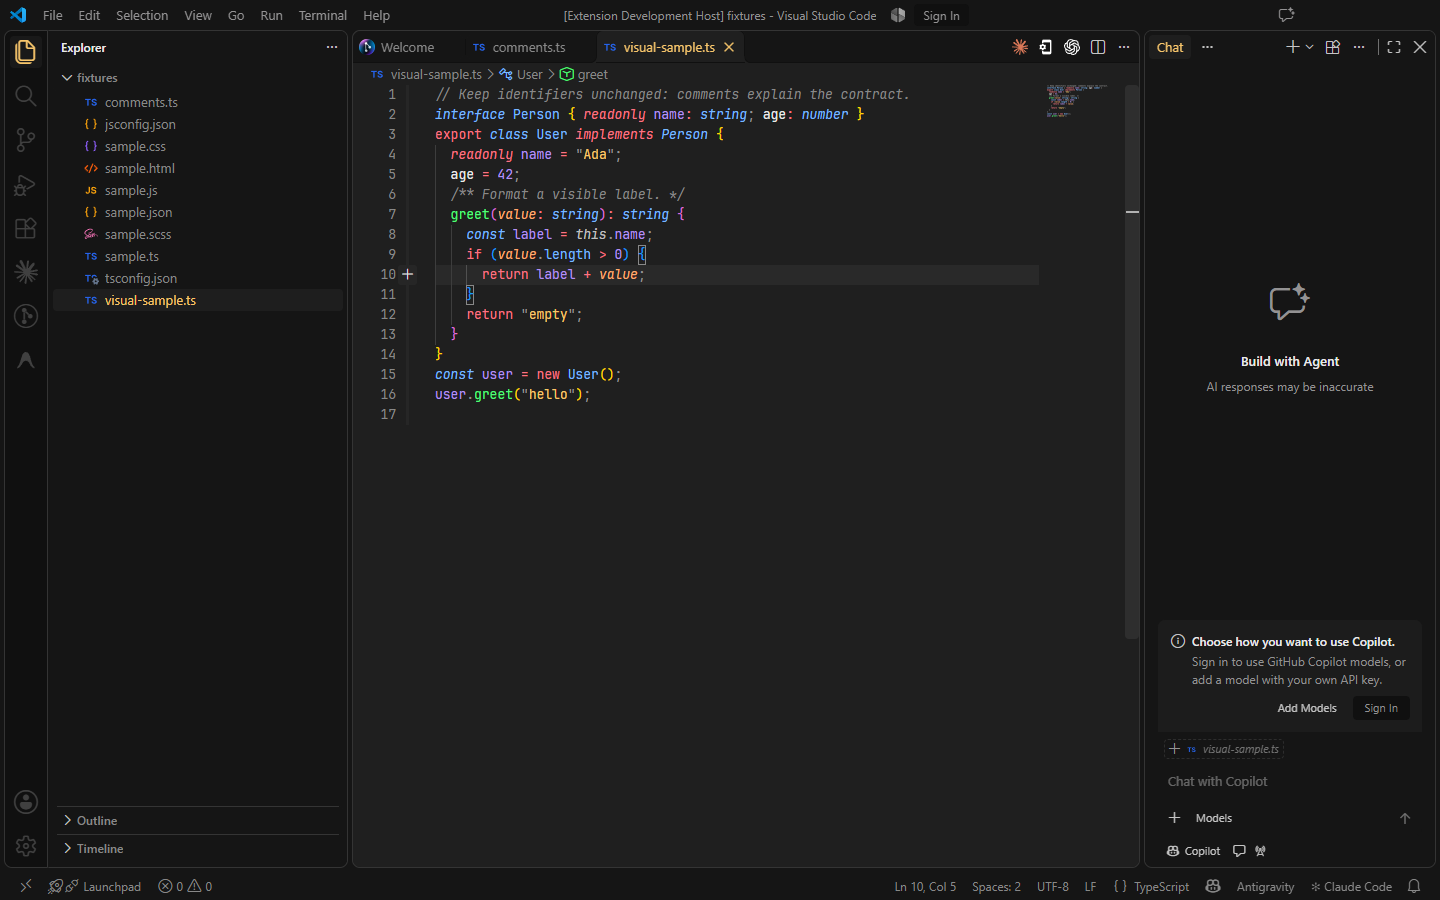 File Edit Selection View Go Run Terminal Help
[Extension Development Host] fixtures - Visual Studio Code
Sign In
Explorer
fixtures
TS comments.ts
{ } jsconfig.json
{ } sample.css
</> sample.html
JS sample.js
{ } sample.json
sample.scss
TS sample.ts
TS tsconfig.json
TS visual-sample.ts
Outline
Timeline
Welcome
TS comments.ts
TS visual-sample.ts
TS visual-sample.ts > User > greet
1 // Keep identifiers unchanged: comments explain the contract.
2 interface Person { readonly name: string; age: number }
3 export class User implements Person {
4 readonly name = "Ada";
5 age = 42;
6 /** Format a visible label. */
7 greet(value: string): string {
8 const label = this.name;
9 if (value.length > 0) {
10 return label + value;
11 }
12 return "empty";
13 }
14 }
15 const user = new User();
16 user.greet("hello");
17
Chat
Build with Agent
AI responses may be inaccurate
Choose how you want to use Copilot.
Sign in to use GitHub Copilot models, or
add a model with your own API key.
Add Models Sign In
TS visual-sample.ts
Chat with Copilot
Models
Copilot
Launchpad 0 0
Ln 10, Col 5 Spaces: 2 UTF-8 LF { } TypeScript Antigravity Claude Code